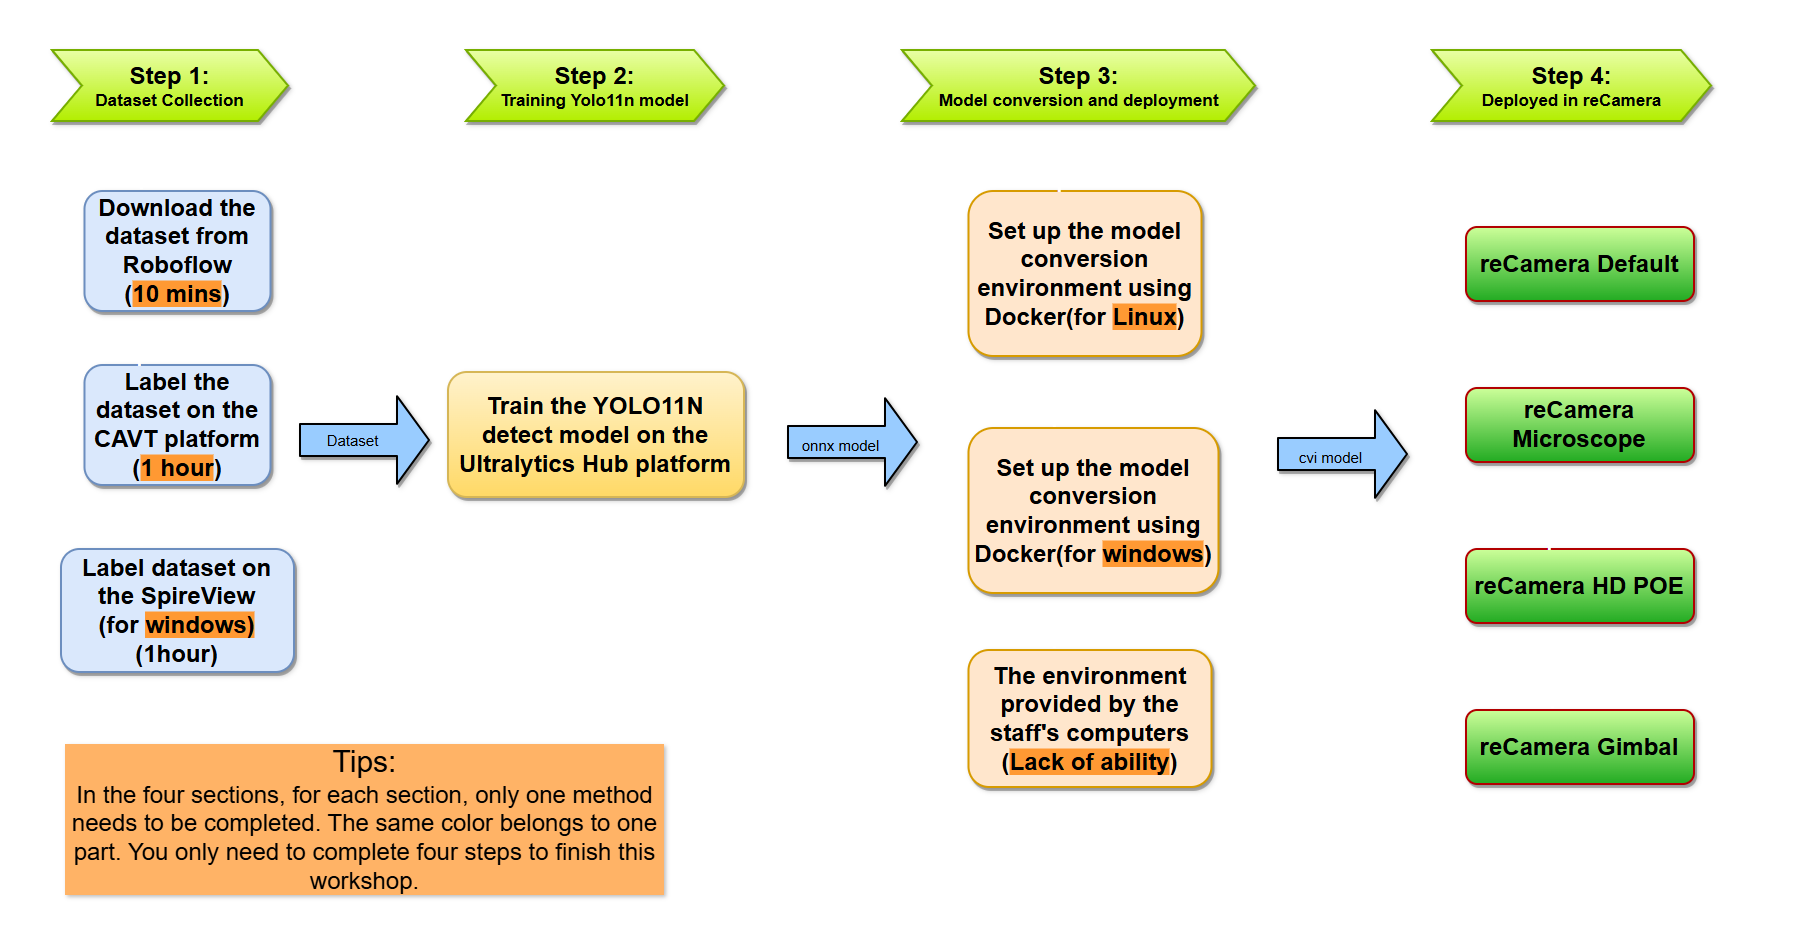 Step 1:
Dataset Collection
Step 2:
Training Yolo11n model
Step 3:
Model conversion and deployment
Step 4:
Deployed in reCamera
Download the
dataset from
Roboflow
(10 mins)
Label the
dataset on the
CAVT platform
(1 hour)
Label dataset on
the SpireView
(for windows)
(1hour)
Dataset
Train the YOLO11N
detect model on the
Ultralytics Hub platform
onnx model
Set up the model
conversion
environment using
Docker(for Linux)
Set up the model
conversion
environment using
Docker(for windows)
The environment
provided by the
staff's computers
(Lack of ability)
cvi model
reCamera Default
reCamera
Microscope
reCamera HD POE
reCamera Gimbal
Tips:
In the four sections, for each section, only one method
needs to be completed. The same color belongs to one
part. You only need to complete four steps to finish this
workshop.